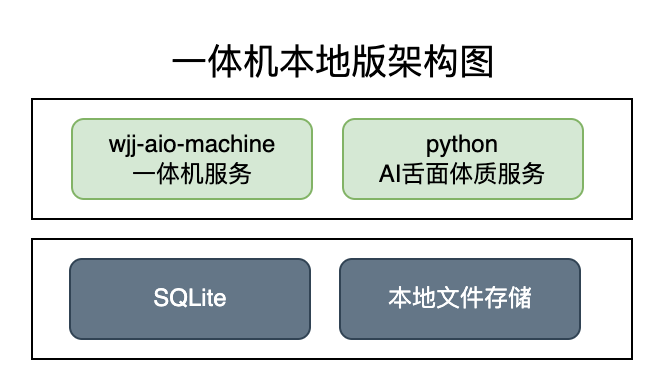 一体机本地版架构图
wjj-aio-machine
一体机服务
python
AI舌面体质服务
SQLite
本地文件存储